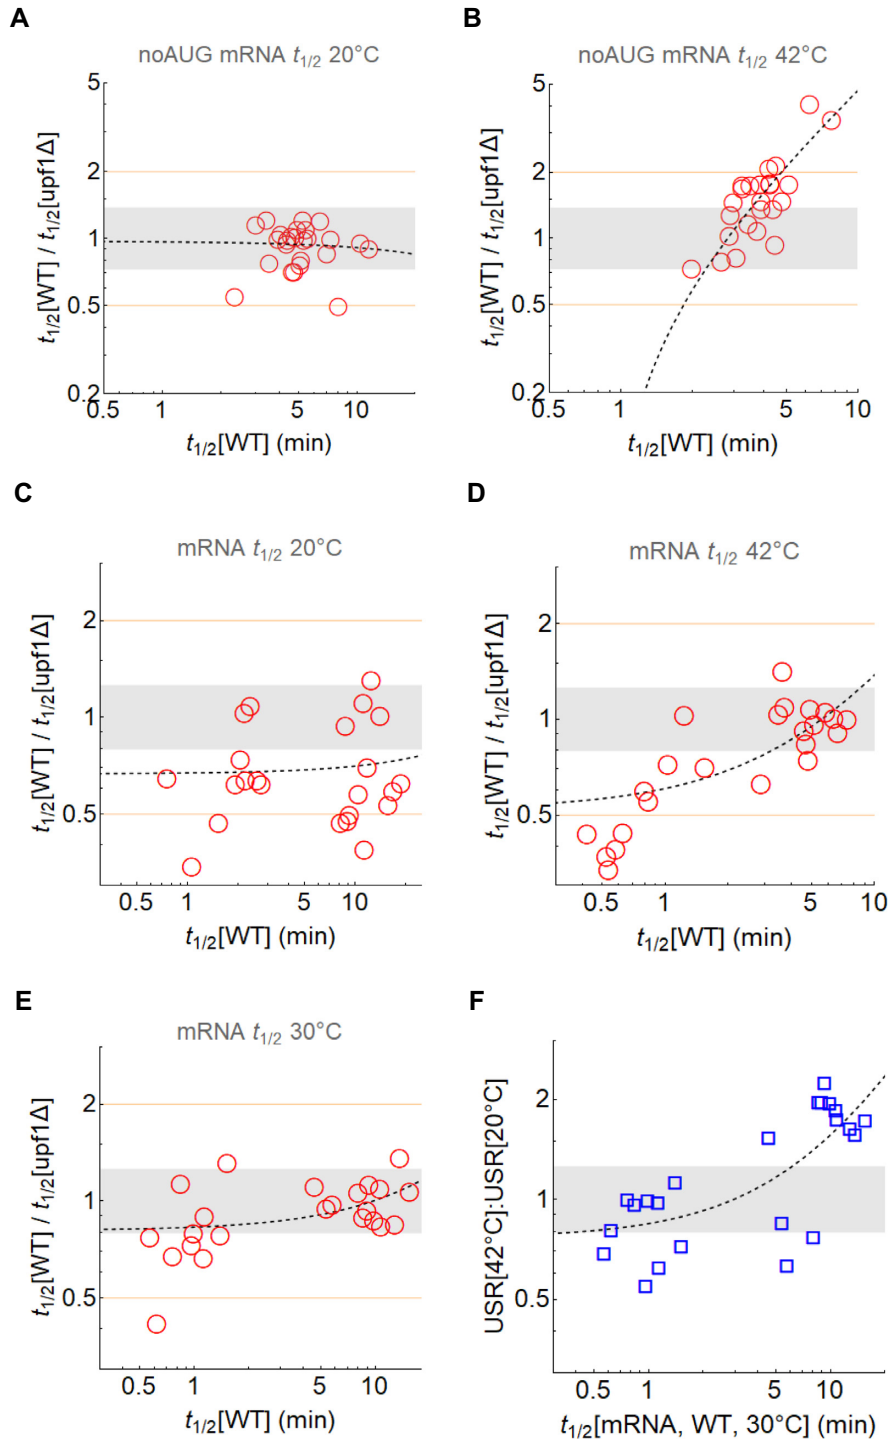 A
noAUG mRNA t1/2 20°C
t1/2[WT] / t1/2[upf1Δ]
5
2
1
0.5
0.2
0.5 1 5 10
t1/2[WT] (min)
B
noAUG mRNA t1/2 42°C
t1/2[WT] / t1/2[upf1Δ]
5
2
1
0.5
0.2
0.5 1 5 10
t1/2[WT] (min)
C
mRNA t1/2 20°C
t1/2[WT] / t1/2[upf1Δ]
2
1
0.5
0.5 1 5 10
t1/2[WT] (min)
D
mRNA t1/2 42°C
t1/2[WT] / t1/2[upf1Δ]
2
1
0.5
0.5 1 5 10
t1/2[WT] (min)
E
mRNA t1/2 30°C
t1/2[WT] / t1/2[upf1Δ]
2
1
0.5
0.5 1 5 10
t1/2[WT] (min)
F
USR[42°C]:USR[20°C]
2
1
0.5
0.5 1 5 10
t1/2[mRNA, WT, 30°C] (min)